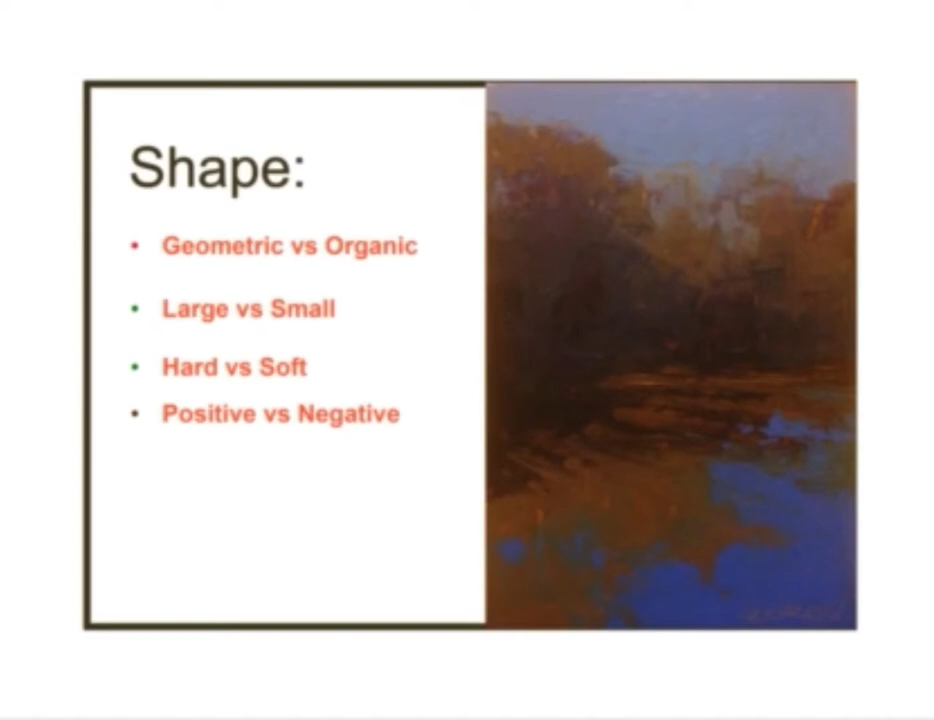 Shape:
• Geometric vs Organic
• Large vs Small
• Hard vs Soft
• Positive vs Negative